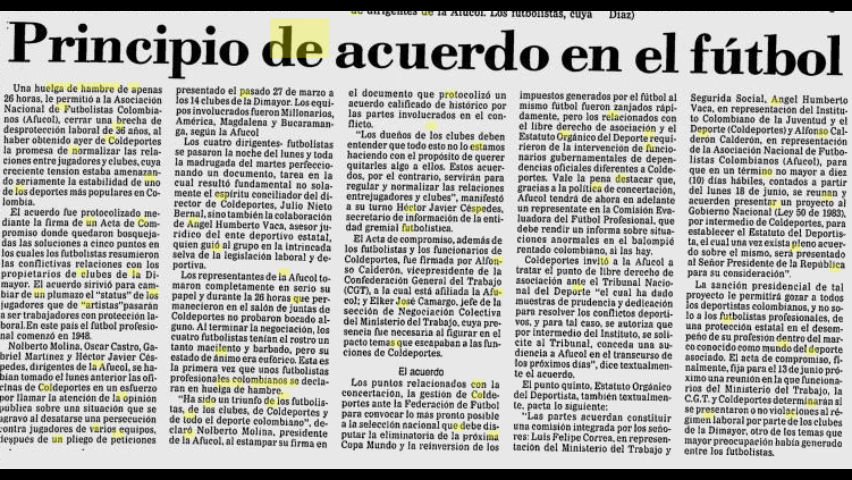 de dirigentes de la Afucol. Los futbolistas, cuya Díaz)
Principio de acuerdo en el fútbol
Una huelga de hambre de apenas
26 horas, le permitió a la Asociación
Nacional de Futbolistas Colombia-
nos (Afucol), cerrar una brecha de
desprotección laboral de 36 años, al
haber obtenido ayer de Coldeportes
la promesa de normalizar las rela-
ciones entre jugadores y clubes, cuya
creciente tensión estaba amenazan-
do seriamente la estabilidad de uno
de los deportes más populares en Co-
lombia.
El acuerdo fue protocolizado me-
diante la firma de un Acta de Com-
promiso donde quedaron bosqueja-
das las soluciones a cinco puntos en
los cuales los futbolistas resumieron
las conflictivas relaciones con los
propietarios de clubes de la Di-
mayor. El acuerdo sirivió para cam-
biar de un plumazo el "status" de los
jugadores que de "artistas" pasarán
a ser trabajadores con protección la-
boral. En este país el futbol profesio-
nal comenzó en 1948.
Nolberto Molina, Oscar Castro, Ga-
briel Martínez y Héctor Javier Cés-
pedes, dirigentes de la Afucol, se ha-
bían tomado el lunes anterior las ofi-
rinas de Coldeportes en un esfuerzo
por llamar la atención de la opinión
publica sobre una situación que se
agravó al desatarse una persecución
contra jugadores de varios equipos,
después de un pliego de peticiones
presentado el pasado 27 de marzo a
los 14 clubes de la Dimayor. Los equi-
pos involucrados fueron Millonarios,
América, Magdalena y Bucaraman-
ga, según la Afucol
Los cuatro dirigentes- futbolistas
se pasaron la noche del lunes y toda
la madrugada del martes perfeccio-
nando un documento, tarea en la
cual resultó fundamental no sola-
mente el espíritu conciliador del di-
rector de Coldeportes, Julio Nieto
Bernal, sino también la colaboración
de Angel Humberto Vaca, asesor ju-
rídico del ente deportivo estatal,
quien guió al grupo en la intrincada
selva de la legislación laboral y de-
portiva.
Los representantes de la Afucol to-
maron completamente en serio su
papel y durante la 26 horas que per-
manecieron en el salón de juntas de
Coldeportes no probaron bocado al-
guno. Al terminar la negociación, los
cuatro futbolistas tenían el rostro un
tanto macilento y barbado, pero su
estado de ánimo era eufórico. Esta es
la primera vez que unos futbolistas
profesionales colombianos se decla-
ran en huelga de hambre.
"Ha sido un triunfo de los futbolis-
tas, de los clubes, de Coldeportes y
de todo el deporte colombiano", de-
claró Nolberto Molina, presidente
de la Afucol, al estampar su firma en
el documento que protocolizó un
acuerdo calificado de histórico por
las partes involucradas en el con-
flicto.
"Los dueños de los clubes deben
entender que todo esto no lo estamos
haciendo con el propósito de querer
quitarles algo a ellos. Estos acuer-
dos, por el contrario, servirán para
regular y normalizar las relaciones
entrejugadores y clubes", manifestó
a su turno Héctor Javier Céspedes,
secretario de información de la enti-
dad gremial futbolistica.
El Acta de compromiso, además de
los futbolistas y los funcionarios de
Coldeportes, fue firmada por Alfon-
so Calderón, vicepresidente de la
Confederación General del Trabajo
(CGT), a la cual está afiliada la Afu-
col; y Elker José Camargo, jefe de la
sección de Negociación Colectiva
del Ministerio del Trabajo, cuya pre-
sencia fue necesaria al figurar en el
pacto temas que escapaban a las fun-
ciones de Coldeportes.
El acuerdo
Los puntos relacionados con la
concertación, la gestión de Colde-
portes ante la Federación de Futbol
para convocar lo más pronto posible
a la selección nacional que debe dis-
putar la eliminatoria de la próxima
Copa Mundo y la reinversión de los
impuestos generados por el fútbol al
mismo fútbol fueron zanjados rápi-
damente, pero los relacionados con
el libre derecho de asociación y el
Estatuto Orgánico del Deporte requi-
rieron de la intervención de funcio-
narios gubernamentales de depen-
dencias oficiales diferentes a Colde-
portes. Vale la pena destacar que,
gracias a la política de concertación,
Afucol tendrá de ahora en adelante
un representate en la Comisión Eva-
luadora del Fútbol Profesional, que
debe rendir un informa sobre situa-
ciones anormales en el balompié
rentado colombiano, si las hay.
Coldeportes invitó a la Afucol a
tratar el punto de libre derecho de
asociación ante el Tribunal Nacio-
nal del Deporte "el cual ha dado
muestras de prudencia y dedicación
para resolver los conflictos deporti-
vos, y para tal caso, se autoriza que
por intermedio del Instituto, se soli-
cite al Tribunal, conceda una au-
diencia a Afucol en el transcurso de
los próximos días", dice textualmen-
te el acuerdo.
El punto quinto, Estatuto Orgánico
del Deportista, también textualmen-
te, pacta lo siguiente:
"Las partes acuerdan constituir
una comisión integrada por los seño-
res: Luis Felipe Correa, en represen-
tación del Ministerio del Trabajo y
Segurida Social, Angel Humberto
Vaca, en representación del Institu-
to Colombiano de la Juventud y el
Deporte (Coldeportes) y Alfonso Cal-
derón Calderón, en representación
de la Asociación Nacional de Futbo-
listas Colombianos (Afucol), para
que en un término no mayor a diez
(10) días hábiles, contados a partir
del lunes 18 de junio, se reunan y
acuerden presentar un proyecto al
Gobierno Nacional (Ley 50 de 1983),
por intermedio de Coldeportes, para
establecer el Estatuto del Deportis-
ta, el cual una vez exista pleno acuer-
do sobre el mismo, será presentado
al Señor Presidente de la República
para su consideración".
La sanción presidencial de tal
proyecto le permitirá gozar a todos
los deportistas colombianos, y no so-
lo a los futbolistas profesionales, de
una protección estatal en el desem-
peño de su profesión dentro del mar-
co conocido como mundo del deporte
asociado. El acta de compromiso, fi-
nalmente, fija para el 13 de junio pró-
ximo una reunión en la que funciona-
rios del Ministerio del Trabajo, la
C.G.T. y Coldeportes determinarán si
se presentaron o no violaciones al ré-
gimen laboral por parte de los clubes
de la Dimayor, otro de los temas que
mayor preocupación había generado
entre los futbolistas.